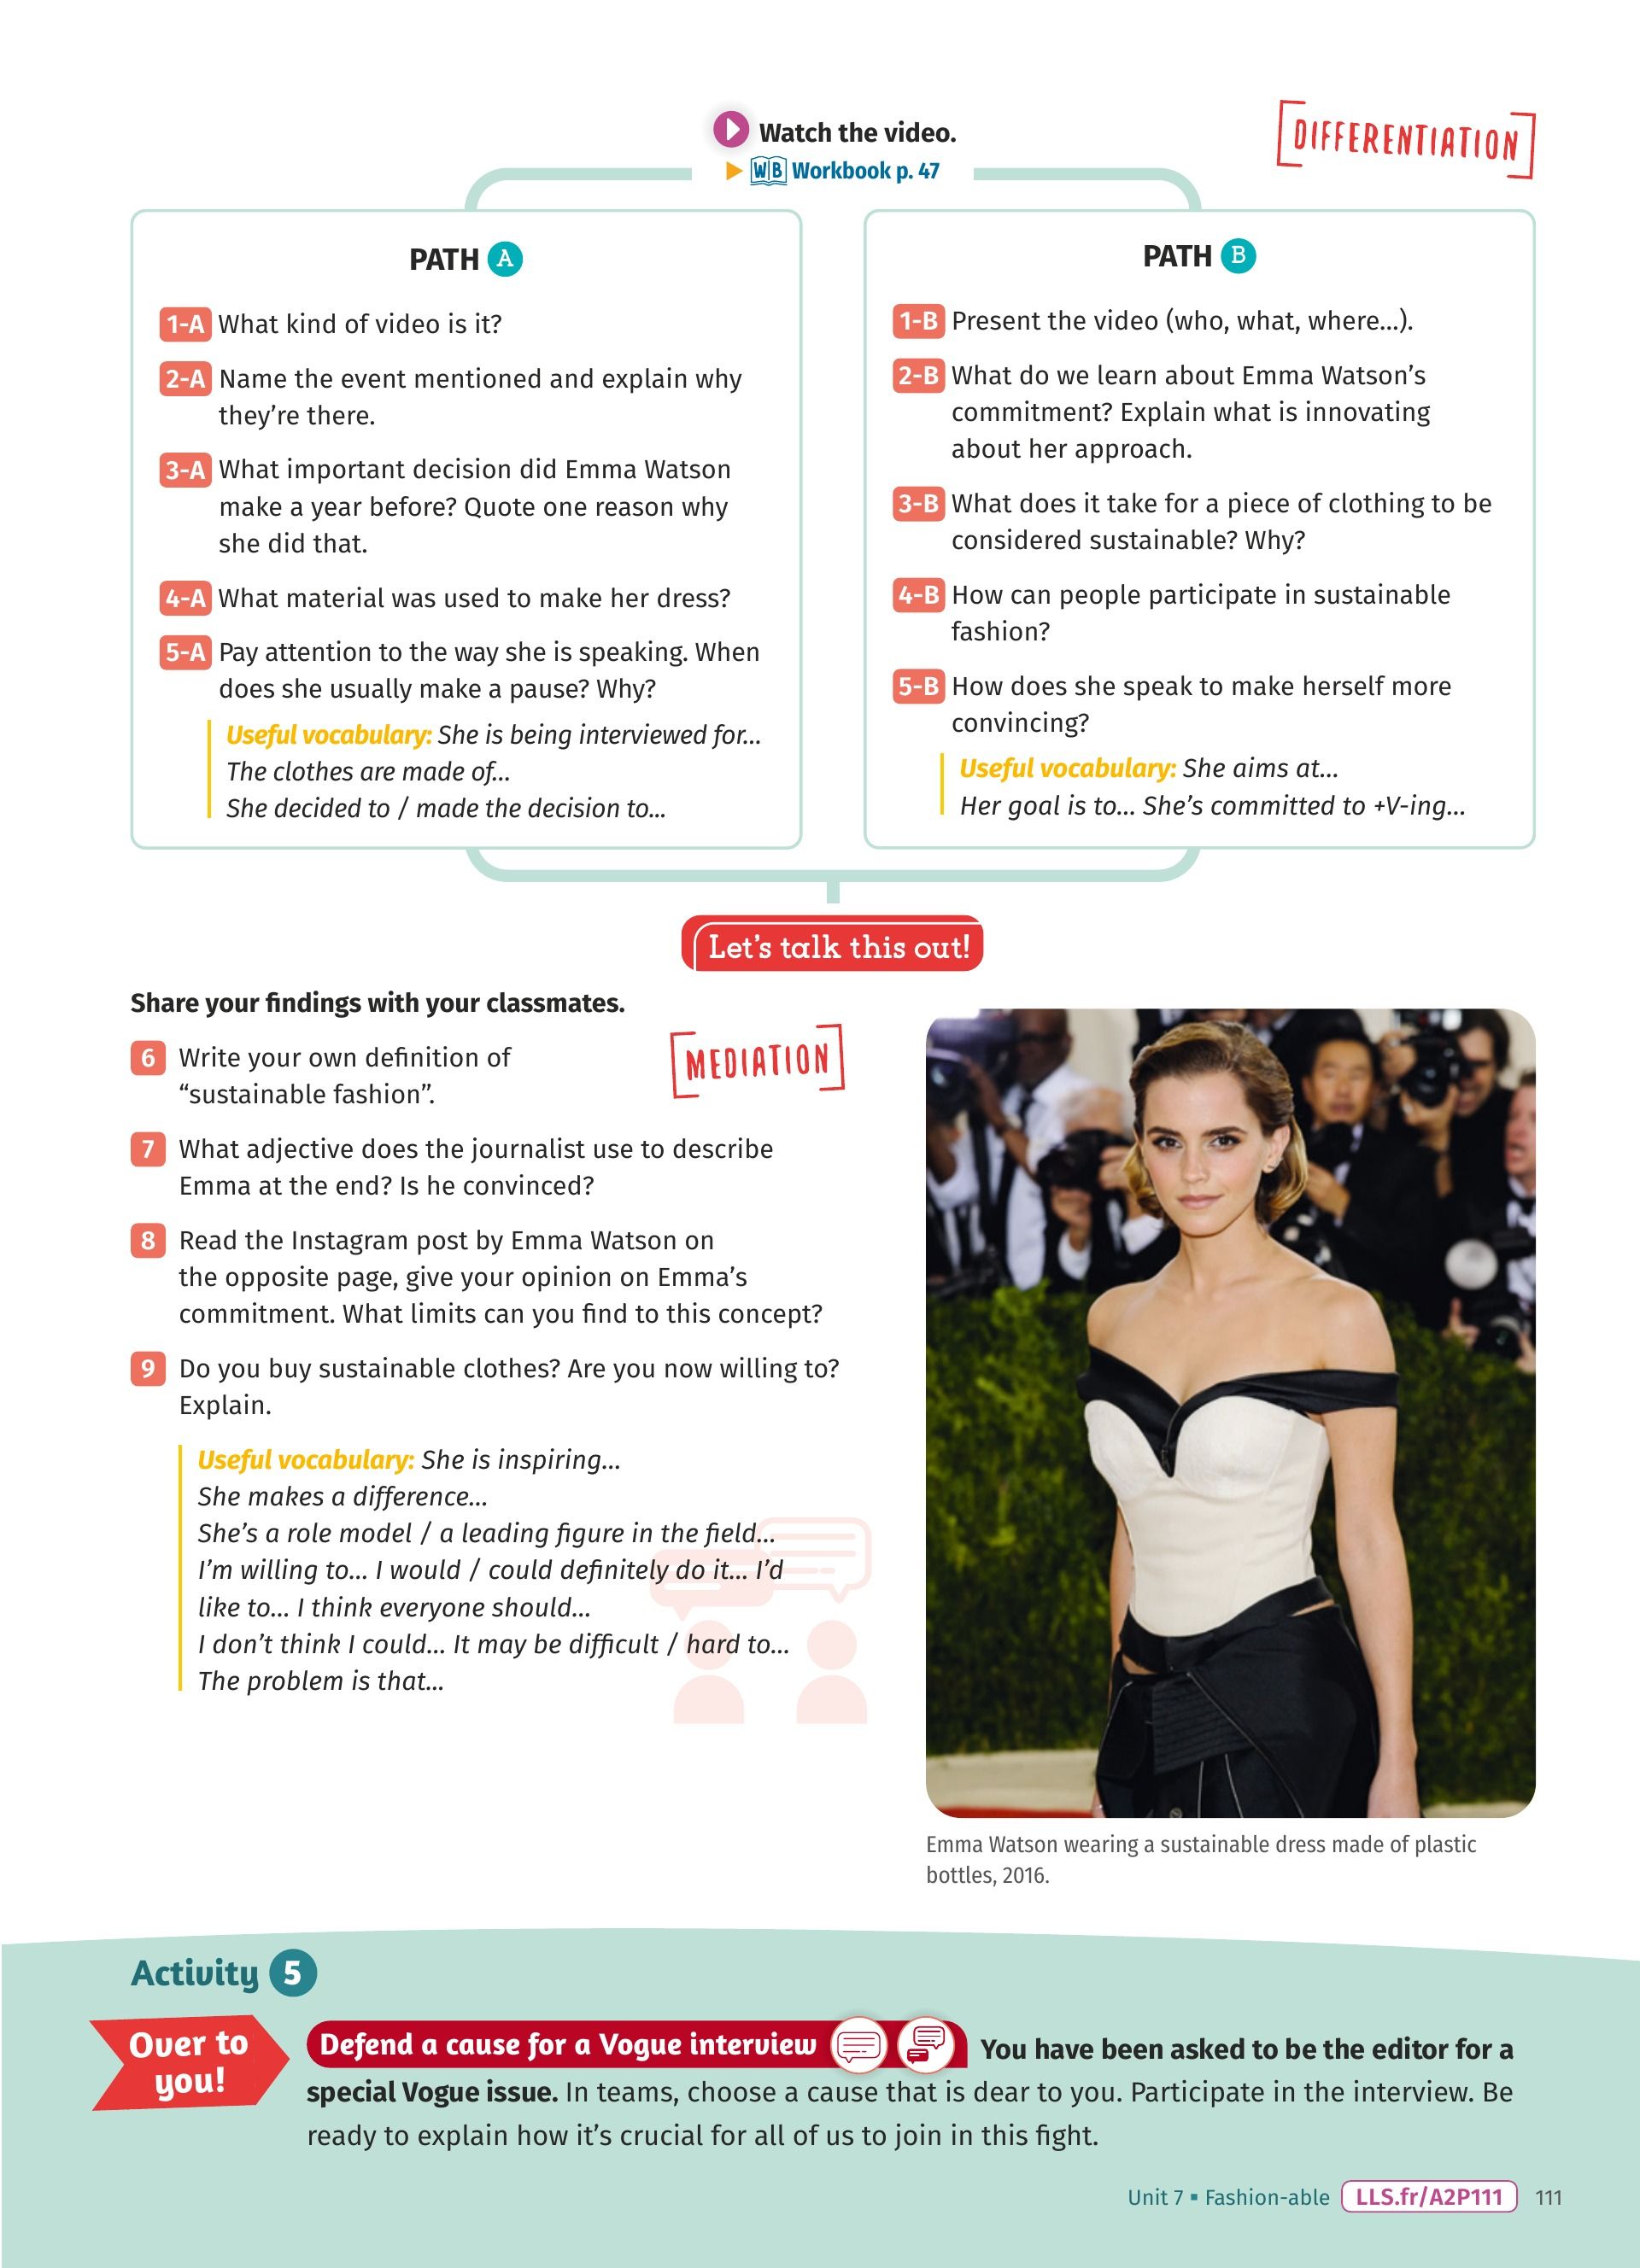 Watch the video.
WB Workbook p. 47
DIFFERENTIATION
PATH A
1-A What kind of video is it?
2-A Name the event mentioned and explain why
they're there.
3-A What important decision did Emma Watson
make a year before? Quote one reason why
she did that.
4-A What material was used to make her dress?
5-A Pay attention to the way she is speaking. When
does she usually make a pause? Why?
Useful vocabulary: She is being interviewed for...
The clothes are made of...
She decided to / made the decision to...
PATH B
1-B Present the video (who, what, where...).
2-B What do we learn about Emma Watson's
commitment? Explain what is innovating
about her approach.
3-B What does it take for a piece of clothing to be
considered sustainable? Why?
4-B How can people participate in sustainable
fashion?
5-B How does she speak to make herself more
convincing?
Useful vocabulary: She aims at...
Her goal is to... She's committed to +V-ing...
Let's talk this out!
Share your findings with your classmates.
MEDIATION
6 Write your own definition of
“sustainable fashion”.
7 What adjective does the journalist use to describe
Emma at the end? Is he convinced?
8 Read the Instagram post by Emma Watson on
the opposite page, give your opinion on Emma's
commitment. What limits can you find to this concept?
9 Do you buy sustainable clothes? Are you now willing to?
Explain.
Useful vocabulary: She is inspiring...
She makes a difference...
She's a role model / a leading figure in the field...
I'm willing to... I would / could definitely do it... I'd
like to... I think everyone should...
I don't think I could... It may be difficult / hard to...
The problem is that...
Emma Watson wearing a sustainable dress made of plastic
bottles, 2016.
Activity 5
Over to
you!
Defend a cause for a Vogue interview You have been asked to be the editor for a
special Vogue issue. In teams, choose a cause that is dear to you. Participate in the interview. Be
ready to explain how it's crucial for all of us to join in this fight.
Unit 7 ▪ Fashion-able LLS.fr/A2P111 111